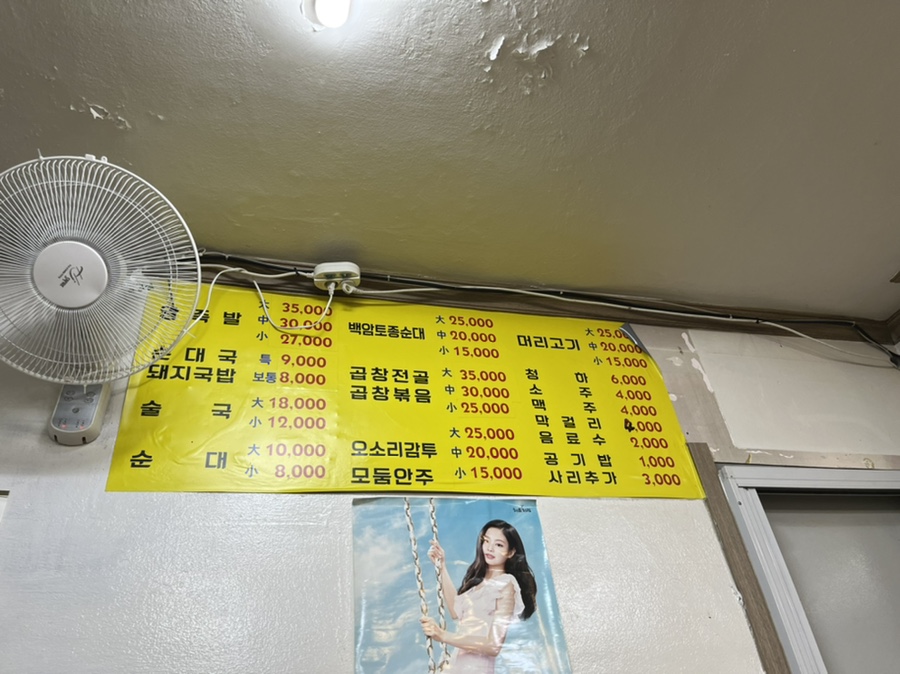 족발 大 35,000
中 30,000
小 27,000
순대국 특 9,000
돼지국밥 보통 8,000
술국 大 18,000
小 12,000
순대 大 10,000
小 8,000
백암토종순대 大 25,000
中 20,000
小 15,000
곱창전골 大 35,000
곱창볶음 中 30,000
小 25,000
大 25,000
오소리감투 中 20,000
모둠안주 小 15,000
머리고기 大 25,000
中 20,000
小 15,000
청하 6,000
소주 4,000
맥주 4,000
막걸리 4,000
음료수 2,000
공기밥 1,000
사리추가 3,000